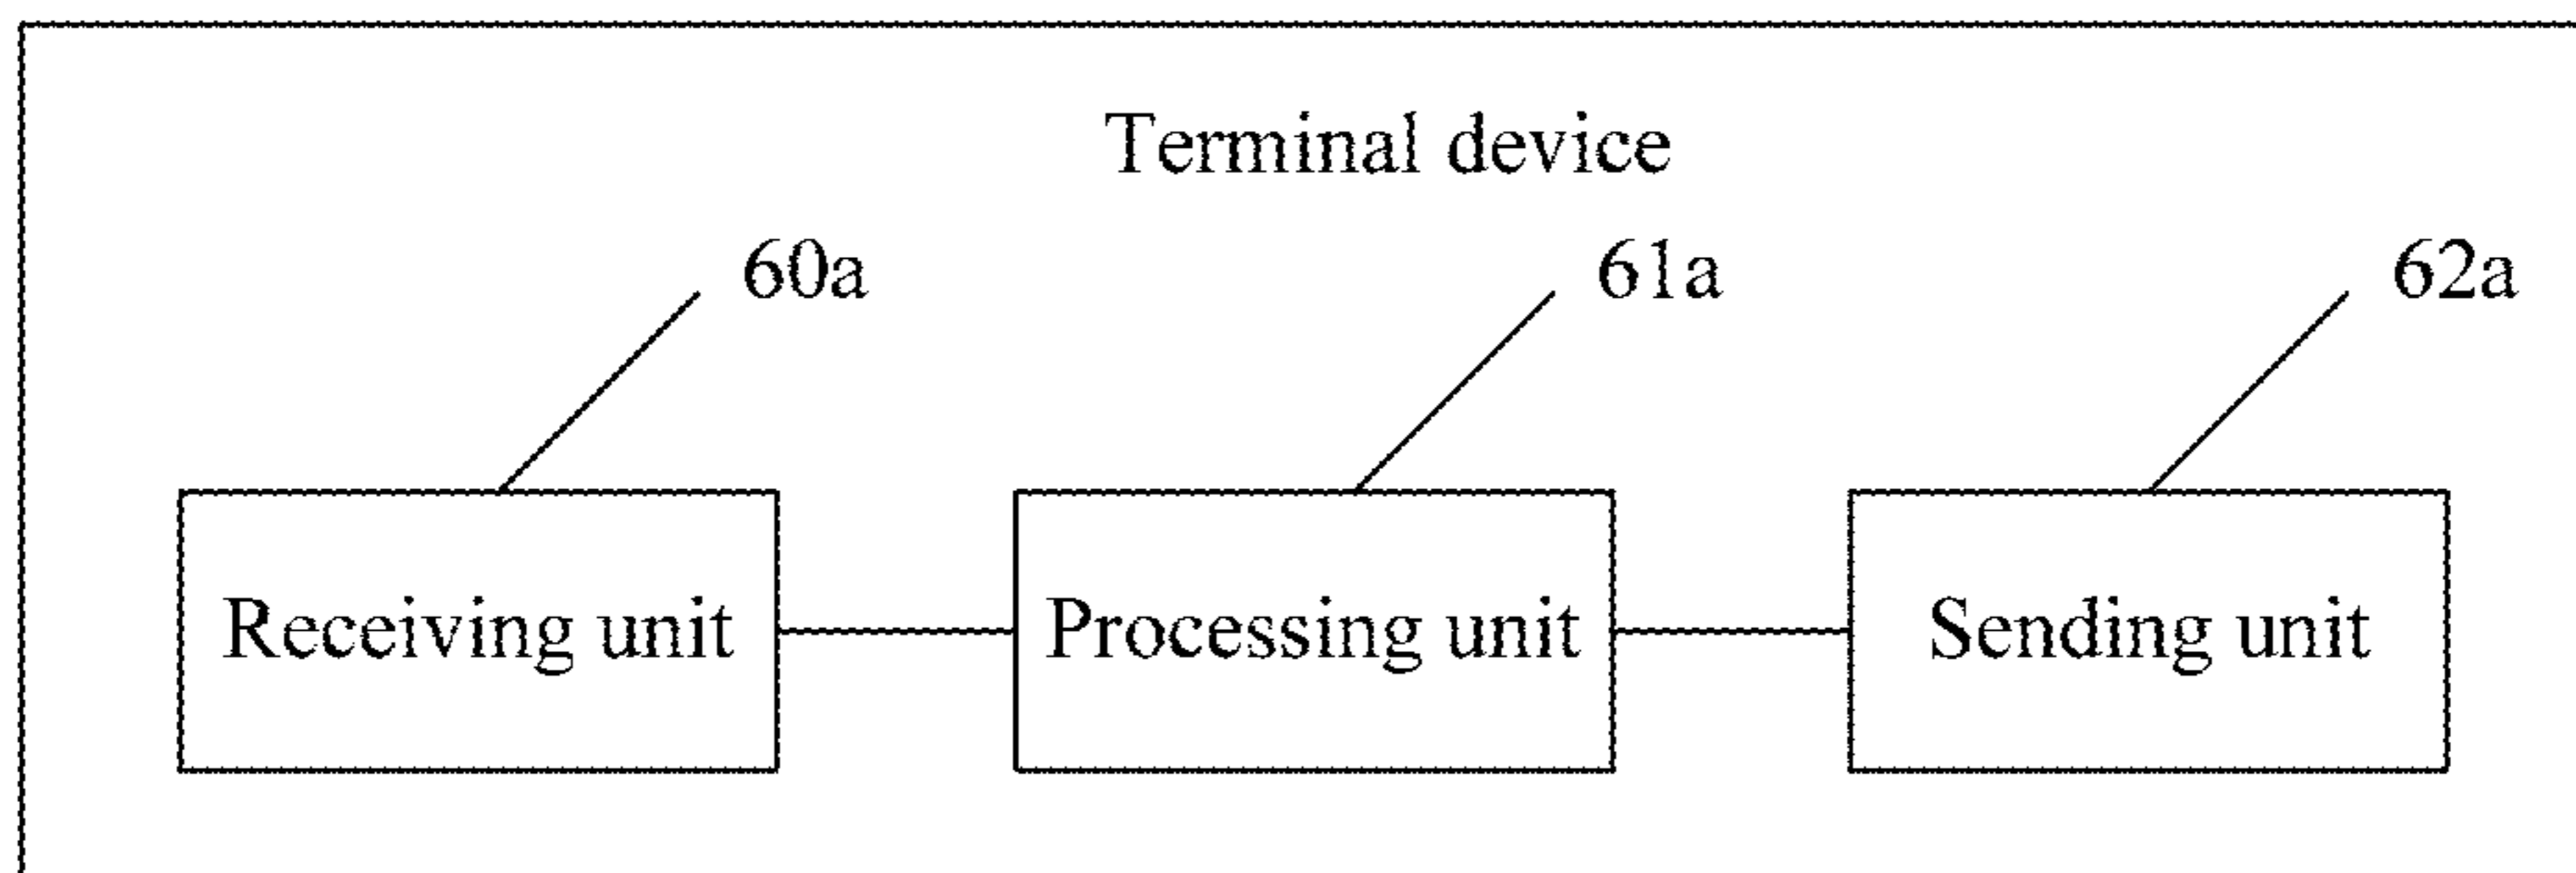 Terminal device
60a 61a 62a
Receiving unit Processing unit Sending unit